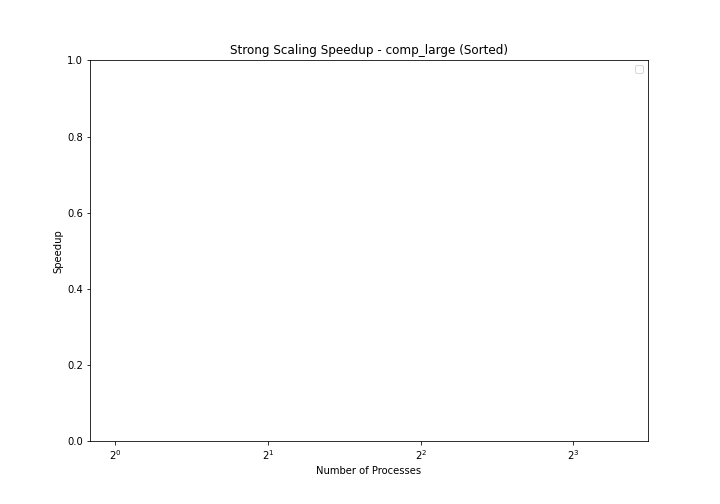 Strong Scaling Speedup - comp_large (Sorted)
1.0
0.8
0.6
0.4
0.2
0.0
Speedup
2⁰ 2¹ 2² 2³
Number of Processes